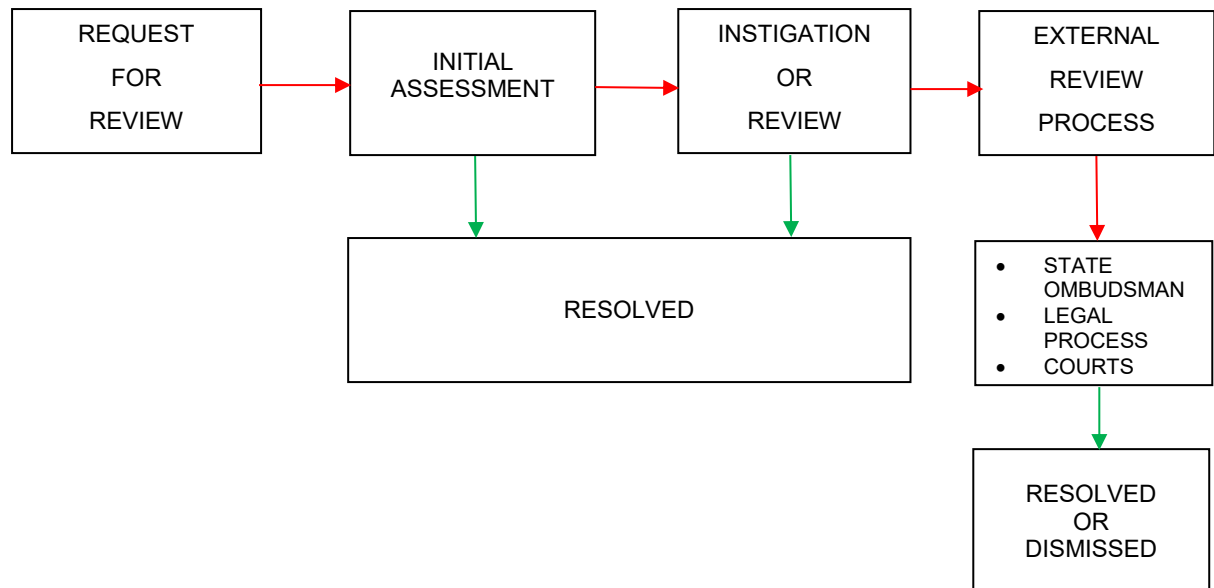 REQUEST
FOR
REVIEW
INITIAL
ASSESSMENT
INSTIGATION
OR
REVIEW
EXTERNAL
REVIEW
PROCESS
RESOLVED
• STATE
OMBUDSMAN
• LEGAL
PROCESS
• COURTS
RESOLVED
OR
DISMISSED